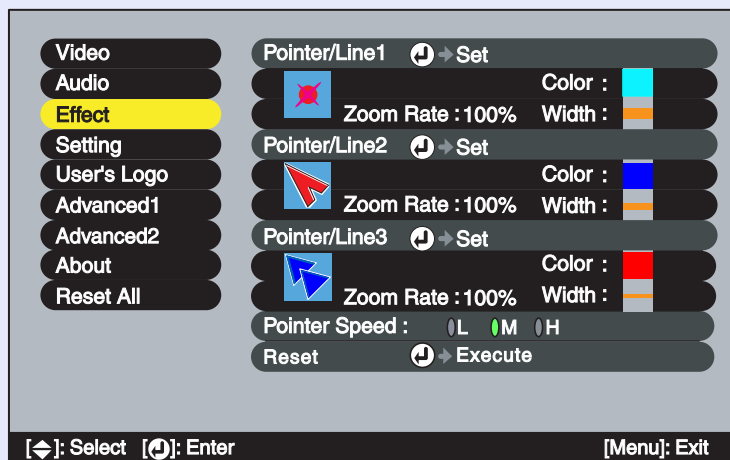 Video
Audio
Effect
Setting
User's Logo
Advanced1
Advanced2
About
Reset All
Pointer/Line1 Set
Color :
Zoom Rate : 100% Width :
Pointer/Line2 Set
Color :
Zoom Rate : 100% Width :
Pointer/Line3 Set
Color :
Zoom Rate : 100% Width :
Pointer Speed : L M H
Reset Execute
[ ]: Select [ ]: Enter [Menu]: Exit